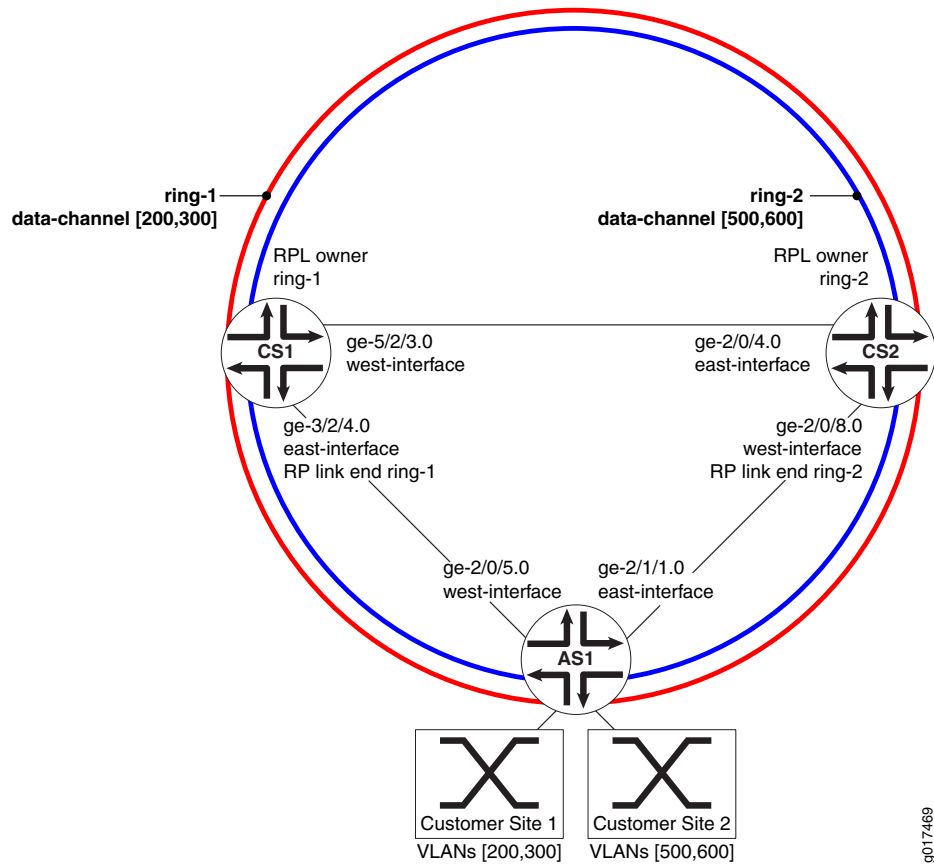 ring-1
data-channel [200,300]
ring-2
data-channel [500,600]
RPL owner
ring-1
RPL owner
ring-2
CS1
ge-5/2/3.0
west-interface
ge-2/0/4.0
east-interface
CS2
ge-3/2/4.0
east-interface
RP link end ring-1
ge-2/0/8.0
west-interface
RP link end ring-2
ge-2/0/5.0
west-interface
ge-2/1/1.0
east-interface
AS1
Customer Site 1
VLANs [200,300]
Customer Site 2
VLANs [500,600]
g017469